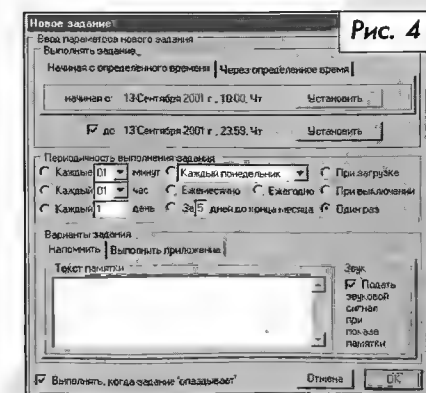 Рис. 4
Новое задание
Ввод параметров нового задания
Выполнять задание
Начиная с определенного времени Через определенное время
начиная с 13 Сентября 2001 г., 10:00, Чт Установить
до 13 Сентября 2001 г., 23:59, Чт Установить
Периодичность выполнения задания
Каждые 01 минут Каждый понедельник При загрузке
Каждый 01 час Ежемесячно Ежегодно При выключении
Каждый 1 день За 5 дней до конца месяца Один раз
Варианты задания
Напомнить Выполнить приложение
Текст памятки Звук
Подать
звуковой
сигнал
при
показе
памятки
Выполнять, когда задание "опаздывает" Отмена OK